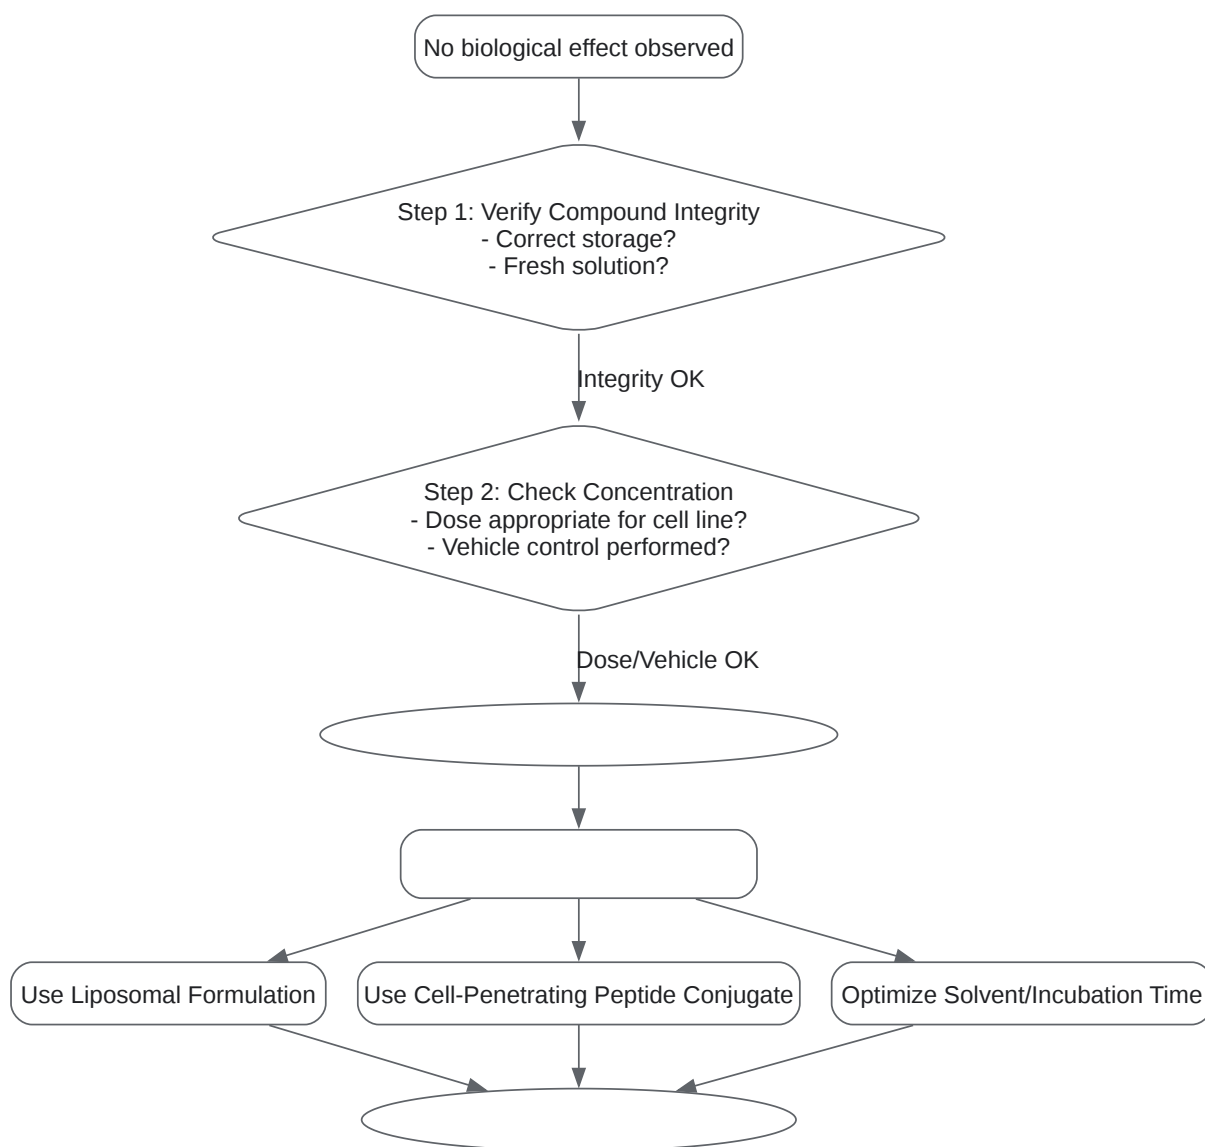 No biological effect observed
Step 1: Verify Compound Integrity
- Correct storage?
- Fresh solution?
Integrity OK
Step 2: Check Concentration
- Dose appropriate for cell line?
- Vehicle control performed?
Dose/Vehicle OK
Use Liposomal Formulation
Use Cell-Penetrating Peptide Conjugate
Optimize Solvent/Incubation Time